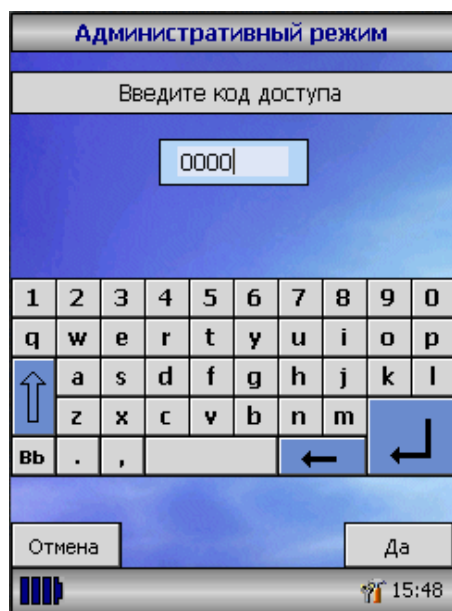 Административный режим
Введите код доступа
0000
1 2 3 4 5 6 7 8 9 0
q w e r t y u i o p
a s d f g h j k l
z x c v b n m
Bb . ,
Отмена Да
15:48